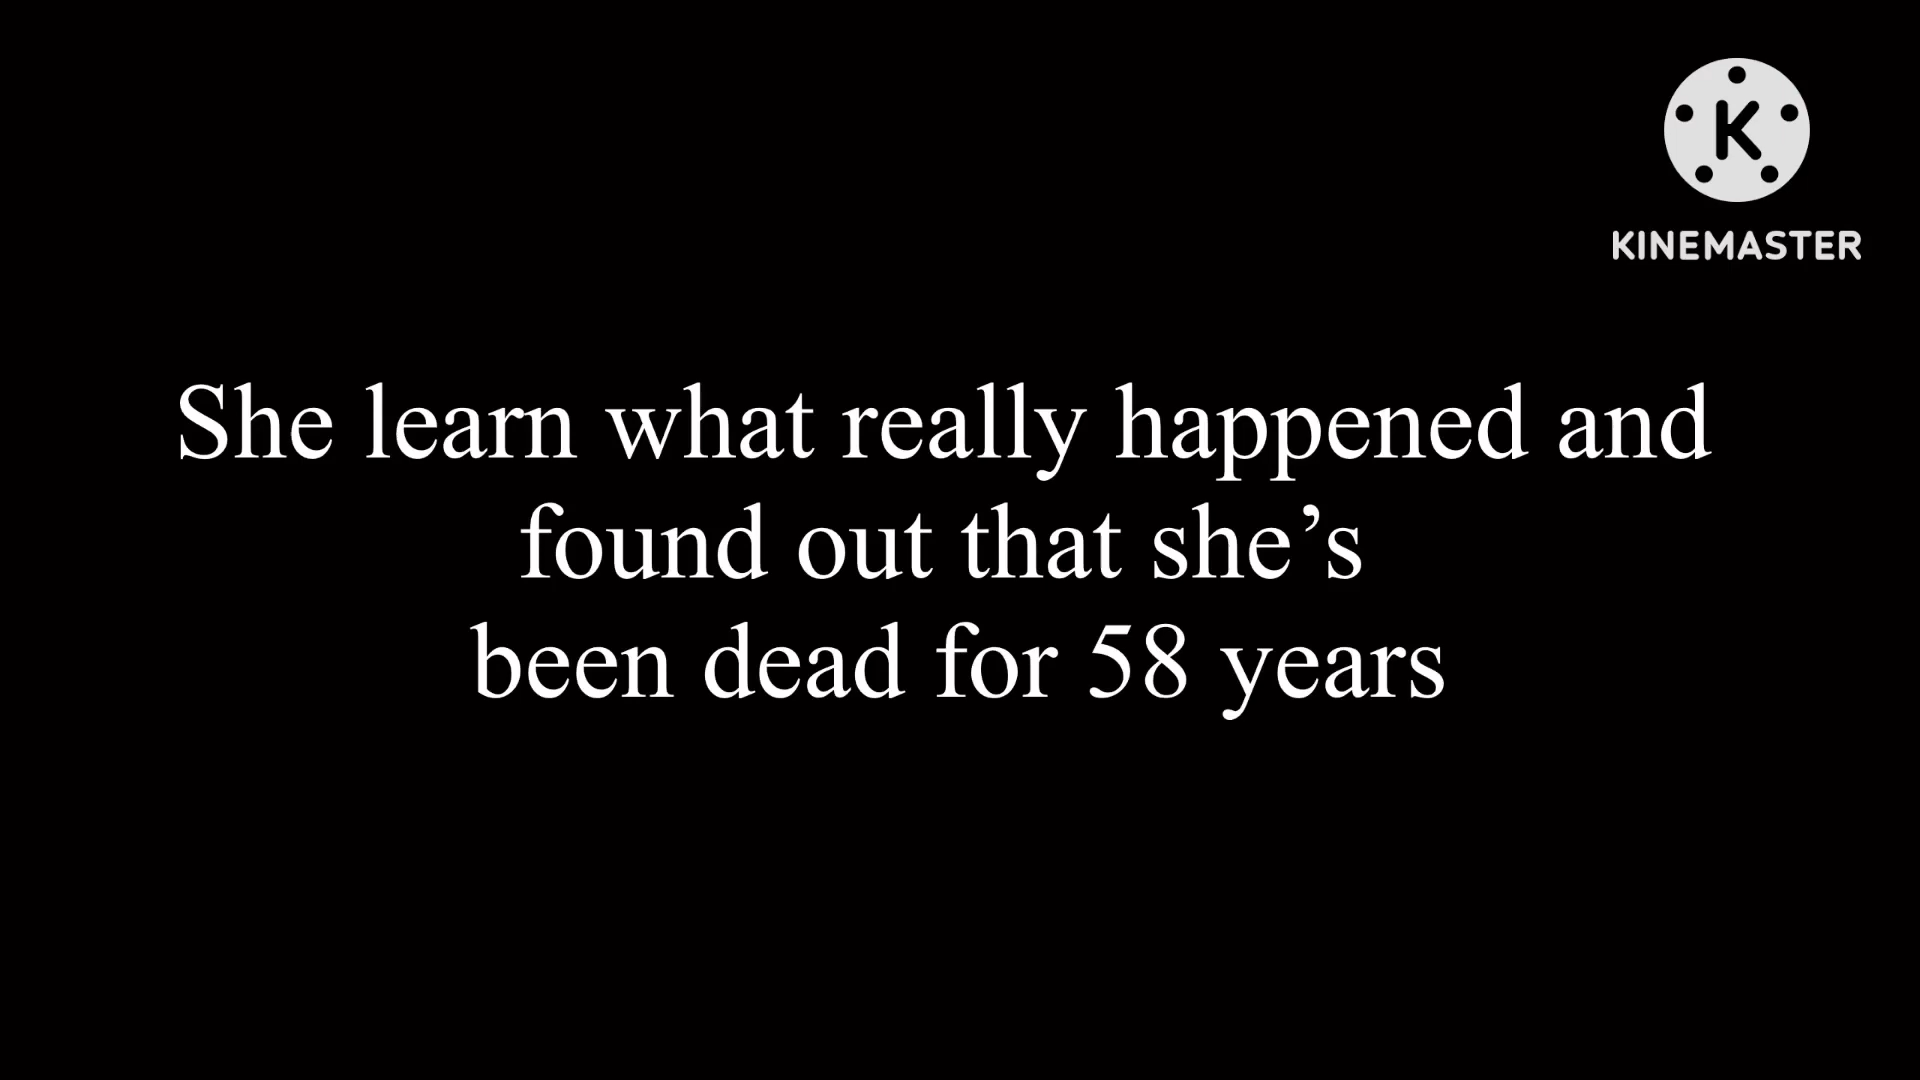 K
KINEMASTER
She learn what really happened and
found out that she’s
been dead for 58 years